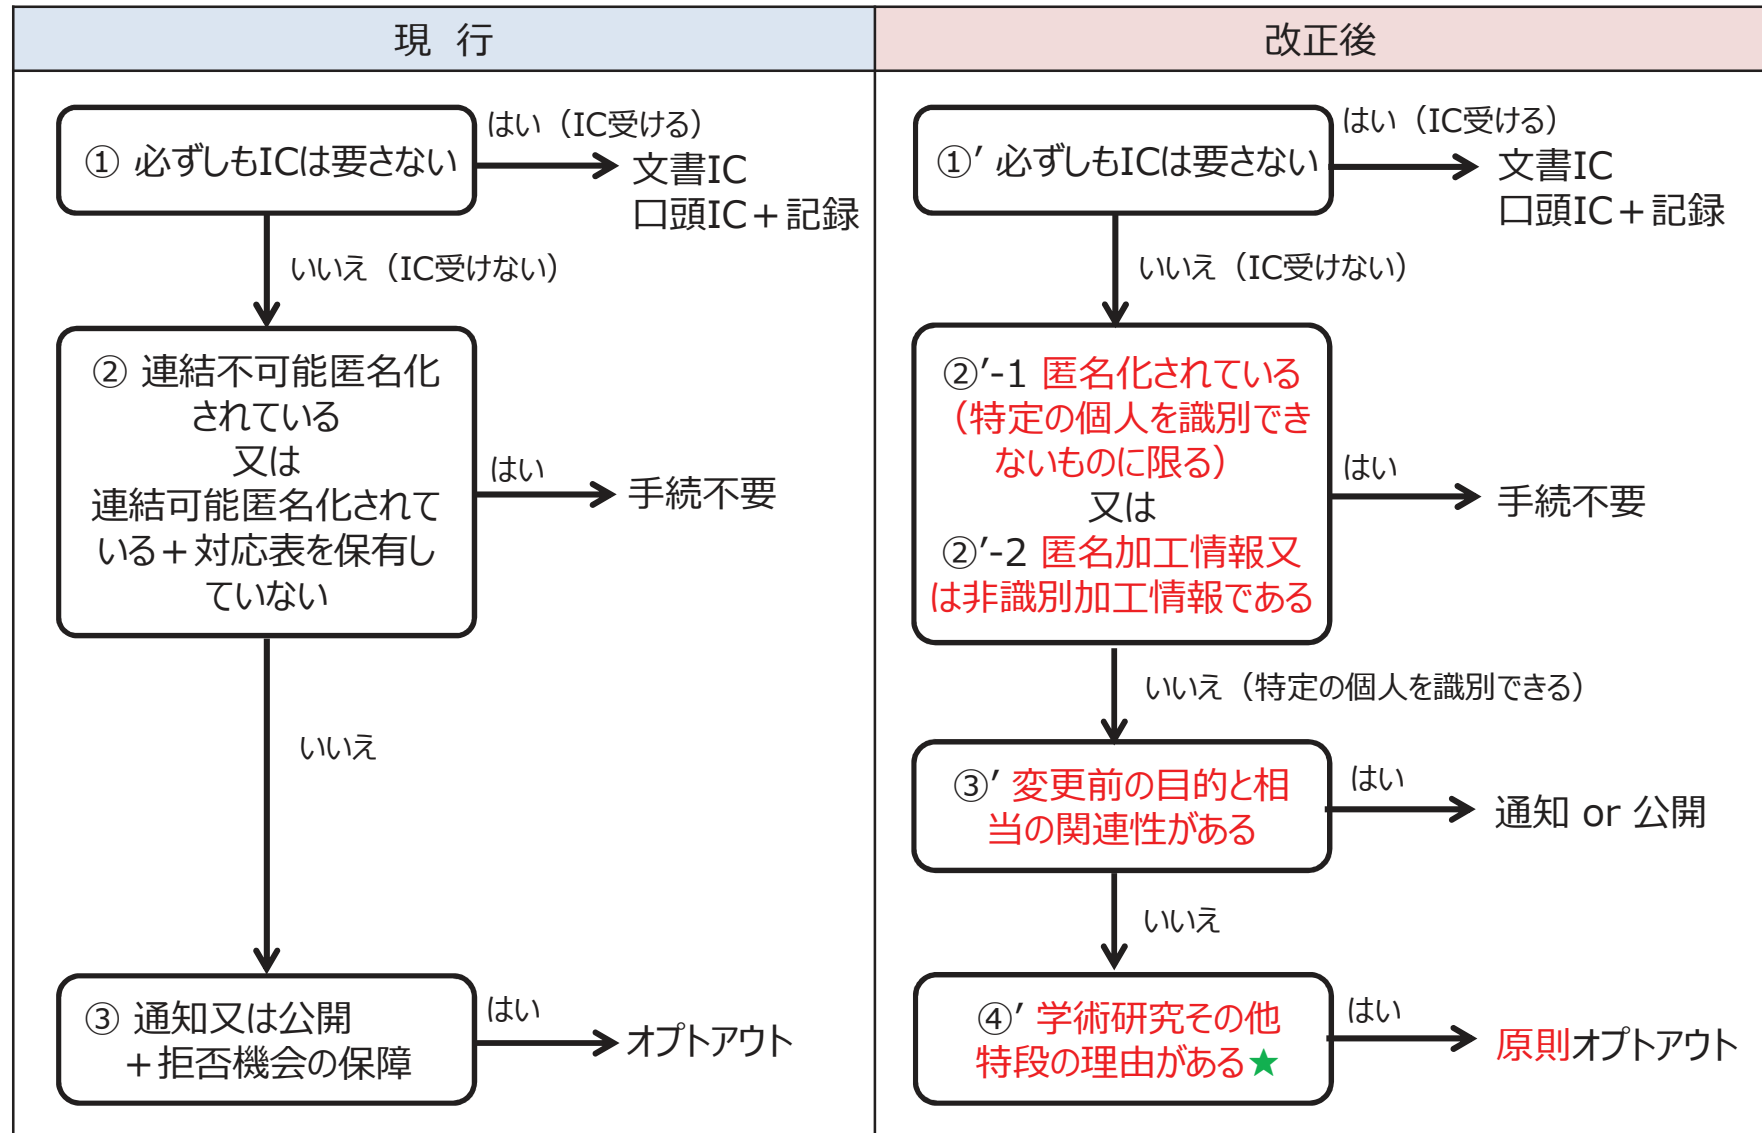 現 行
① 必ずしもICは要さない
はい（IC受ける）
文書IC
口頭IC＋記録
いいえ（IC受けない）
② 連結不可能匿名化
されている
又は
連結可能匿名化されて
いる＋対応表を保有し
ていない
はい
手続不要
いいえ
③ 通知又は公開
＋拒否機会の保障
はい
オプトアウト
改正後
①′ 必ずしもICは要さない
はい（IC受ける）
文書IC
口頭IC＋記録
いいえ（IC受けない）
②′-1 匿名化されている
（特定の個人を識別でき
ないものに限る）
又は
②′-2 匿名加工情報又
は非識別加工情報である
はい
手続不要
いいえ（特定の個人を識別できる）
③′ 変更前の目的と相
当の関連性がある
はい
通知 or 公開
いいえ
④′ 学術研究その他
特段の理由がある★
はい
原則オプトアウト